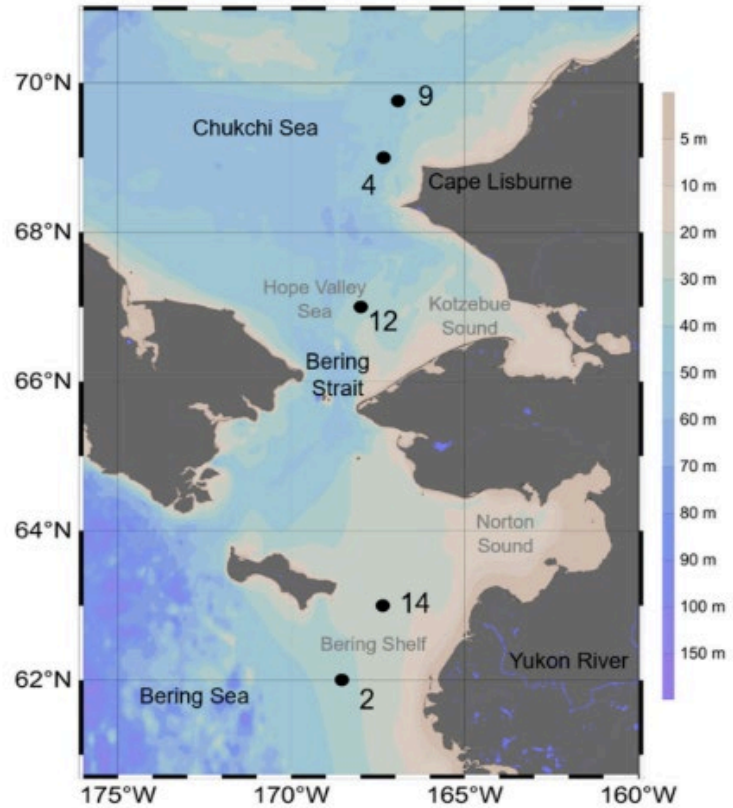 70°N
9
5 m
Chukchi Sea
10 m
4
Cape Lisburne
20 m
68°N
30 m
Hope Valley
Sea
Kotzebue
Sound
12
40 m
Bering
Strait
66°N
50 m
60 m
70 m
64°N
Norton
Sound
80 m
90 m
14
100 m
Bering Shelf
150 m
62°N
Bering Sea
2
Yukon River
175°W
170°W
165°W
160°W